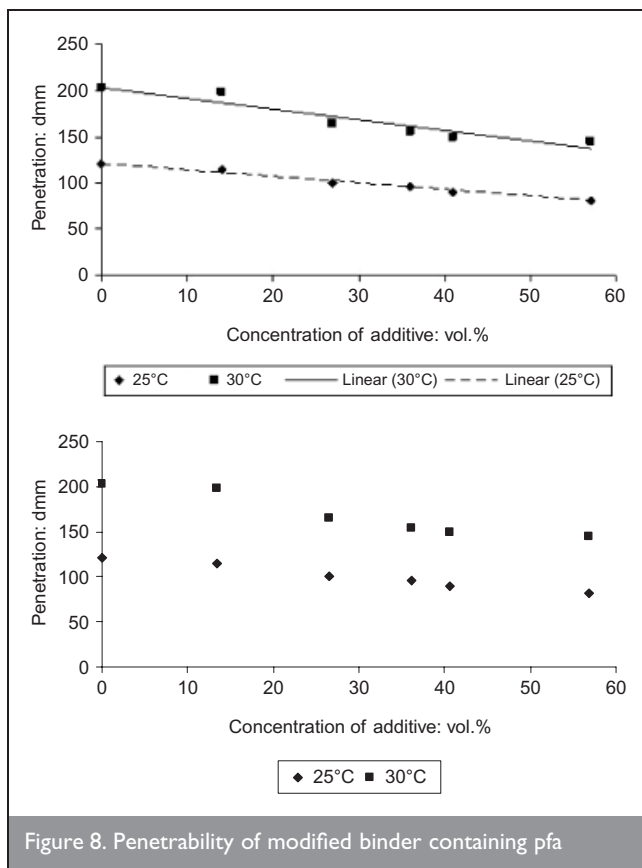 250
200
150
100
50
0
Penetration: dmm
0 10 20 30 40 50 60
Concentration of additive: vol.%
25°C 30°C Linear (30°C) Linear (25°C)
250
200
150
100
50
0
Penetration: dmm
0 10 20 30 40 50 60
Concentration of additive: vol.%
25°C 30°C
Figure 8. Penetrability of modified binder containing pfa